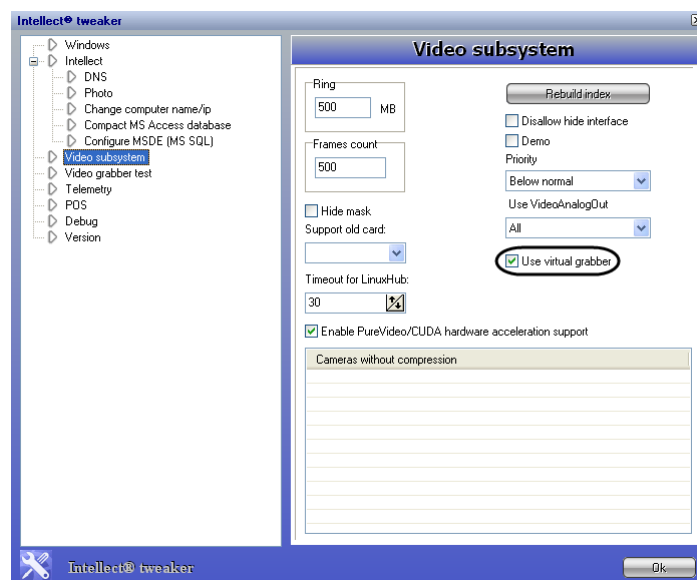 Intellect® tweaker
Windows
Intellect
DNS
Photo
Change computer name/ip
Compact MS Access database
Configure MSDE (MS SQL)
Video subsystem
Video grabber test
Telemetry
POS
Debug
Version
Video subsystem
Ring
500 MB
Frames count
500
Hide mask
Support old card:
Timeout for LinuxHub:
30
Rebuild index
Disallow hide interface
Demo
Priority
Below normal
Use VideoAnalogOut
All
Use virtual grabber
Enable PureVideo/CUDA hardware acceleration support
Cameras without compression
Intellect® tweaker
Ok